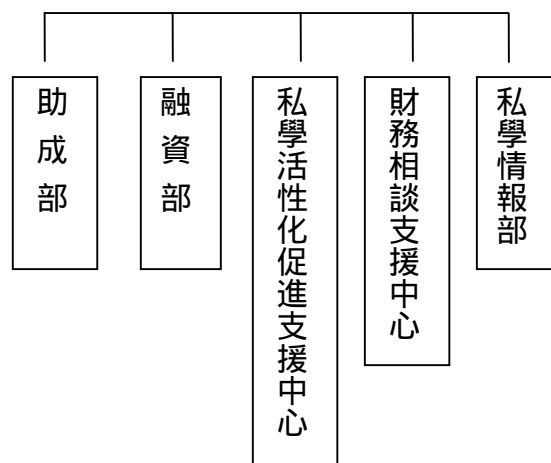 助成部
融資部
私學活性化促進支援中心
財務相談支援中心
私學情報部